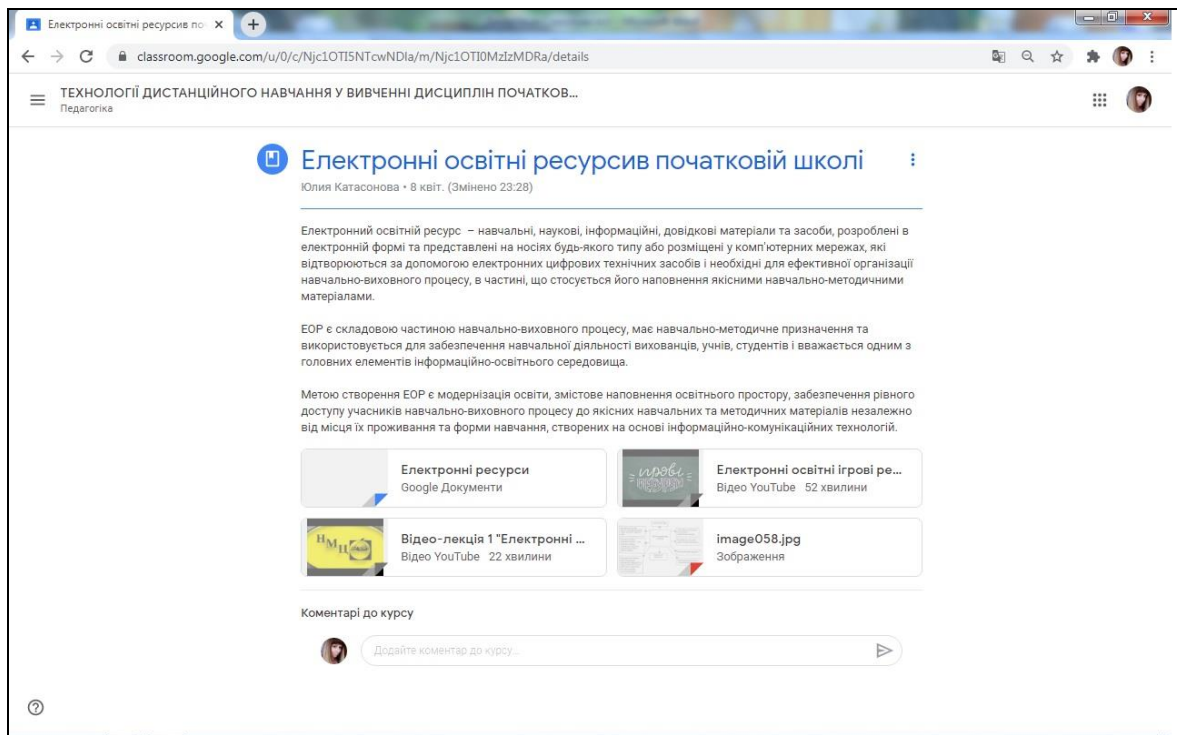 Електронні освітні ресурсив по
classroom.google.com/u/0/c/Njc1OTI5NTcwNDla/m/Njc1OTI0MzIzMDRa/details
ТЕХНОЛОГІЇ ДИСТАНЦІЙНОГО НАВЧАННЯ У ВИВЧЕННІ ДИСЦИПЛІН ПОЧАТКОВ...
Педагогіка
Електронні освітні ресурсив початковій школі
Юлия Катасонова • 8 квіт. (Змінено 23:28)
Електронний освітній ресурс – навчальні, наукові, інформаційні, довідкові матеріали та засоби, розроблені в
електронній формі та представлені на носіях будь-якого типу або розміщені у комп'ютерних мережах, які
відтворюються за допомогою електронних цифрових технічних засобів і необхідні для ефективної організації
навчально-виховного процесу, в частині, що стосується його наповнення якісними навчально-методичними
матеріалами.
ЕОР є складовою частиною навчально-виховного процесу, має навчально-методичне призначення та
використовується для забезпечення навчальної діяльності вихованців, учнів, студентів і вважається одним з
головних елементів інформаційно-освітнього середовища.
Метою створення ЕОР є модернізація освіти, змістове наповнення освітнього простору, забезпечення рівного
доступу учасників навчально-виховного процесу до якісних навчальних та методичних матеріалів незалежно
від місця їх проживання та форми навчання, створених на основі інформаційно-комунікаційних технологій.
Електронні ресурси
Google Документи
ігрові
Електронні освітні ігрові ре...
Відео YouTube 52 хвилини
НМЦ
Відео-лекція 1 "Електронні ...
Відео YouTube 22 хвилини
image058.jpg
Зображення
Коментарі до курсу
Додайте коментар до курсу...